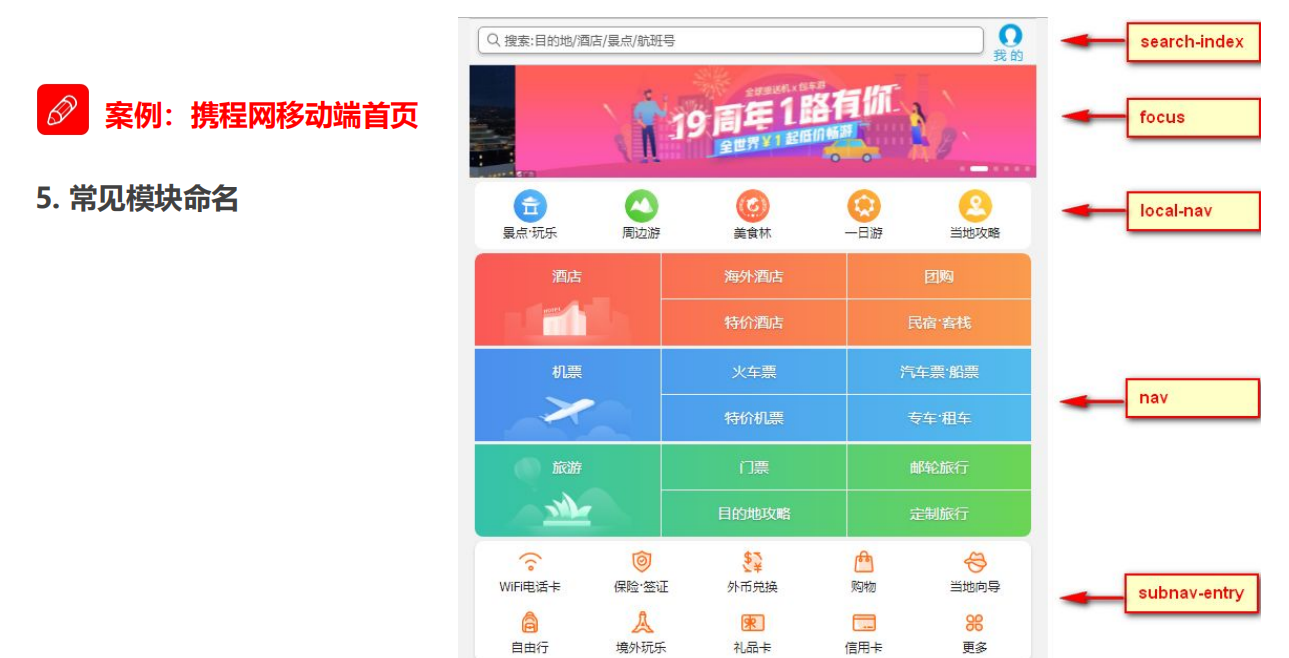 搜索:目的地/酒店/景点/航班号
我的
search-index
案例：携程网移动端首页
全球接送机 x 包车游
19周年1路有你
全世界¥1起低价畅游
focus
5. 常见模块命名
景点·玩乐 周边游 美食林 一日游 当地攻略
local-nav
酒店 海外酒店 团购
特价酒店 民宿·客栈
机票 火车票 汽车票·船票
特价机票 专车·租车
nav
旅游 门票 邮轮旅行
目的地攻略 定制旅行
WiFi电话卡 保险·签证 外币兑换 购物 当地向导
subnav-entry
自由行 境外玩乐 礼品卡 信用卡 更多